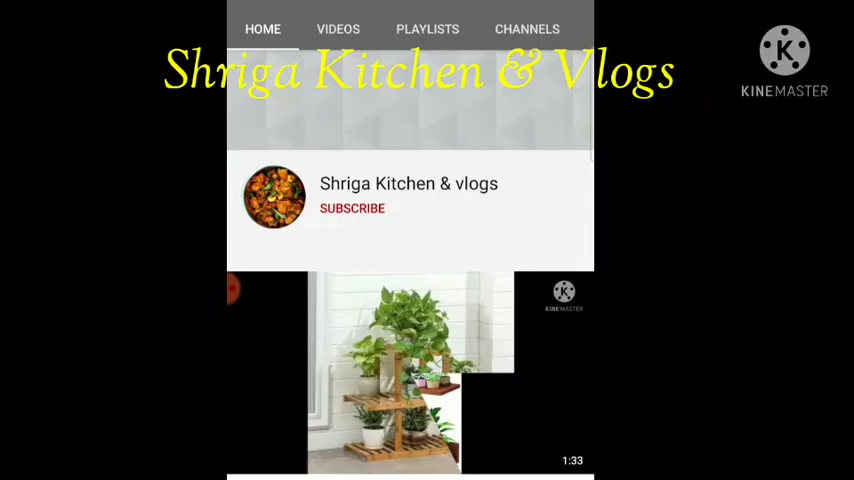 HOME VIDEOS PLAYLISTS CHANNELS
Shriga Kitchen & Vlogs
K
KINEMASTER
Shriga Kitchen & vlogs
SUBSCRIBE
K
KINEMASTER
1:33